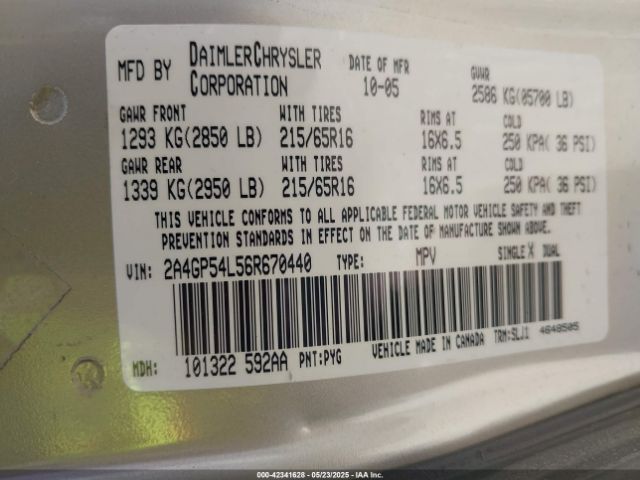 MFD BY DAIMLERCHRYSLER CORPORATION DATE OF MFR 10-05 GVWR 2586 KG(05700 LB)
GAWR FRONT WITH TIRES RIMS AT COLD
1293 KG(2850 LB) 215/65R16 16X6.5 250 KPA( 36 PSI)
GAWR REAR WITH TIRES RIMS AT COLD
1339 KG(2950 LB) 215/65R16 16X6.5 250 KPA( 36 PSI)
THIS VEHICLE CONFORMS TO ALL APPLICABLE FEDERAL MOTOR VEHICLE SAFETY AND THEFT
PREVENTION STANDARDS IN EFFECT ON THE DATE OF MANUFACTURE SHOWN ABOVE.
VIN: 2A4GP54L56R670440 TYPE: MPV SINGLE X DUAL
MDH: 101322 592AA PNT:PYG VEHICLE MADE IN CANADA TRM:SLJ1 4648505
000-42341628 - 05/23/2025 - IAA Inc.